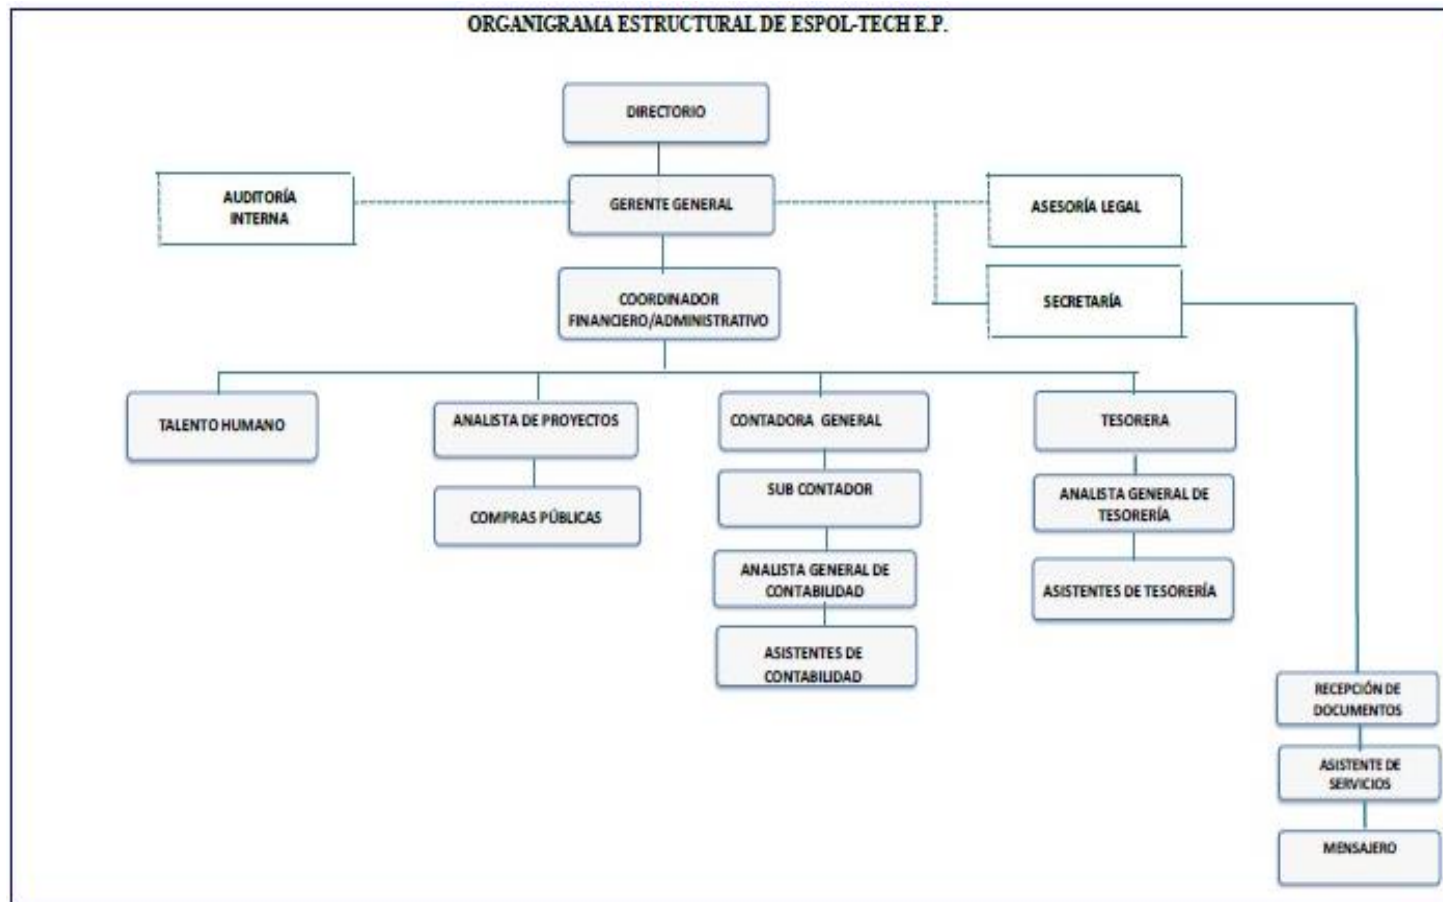 ORGANIGRAMA ESTRUCTURAL DE ESPOL-TECH E.P.
DIRECTORIO
AUDITORÍA
INTERNA
GERENTE GENERAL
ASESORÍA LEGAL
COORDINADOR
FINANCIERO/ADMINISTRATIVO
SECRETARÍA
TALENTO HUMANO
ANALISTA DE PROYECTOS
CONTADORA GENERAL
TESORERA
COMPRAS PÚBLICAS
SUB CONTADOR
ANALISTA GENERAL DE
TESORERÍA
ANALISTA GENERAL DE
CONTABILIDAD
ASISTENTES DE TESORERÍA
ASISTENTES DE
CONTABILIDAD
RECEPCIÓN DE
DOCUMENTOS
ASISTENTE DE
SERVICIOS
MENSAJERO